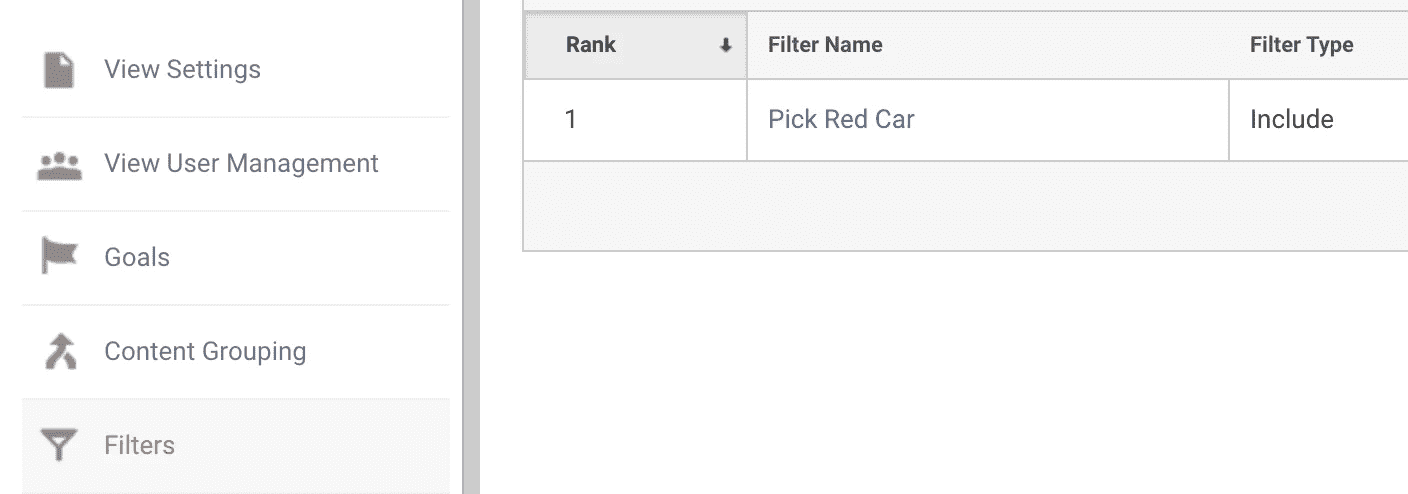 View Settings
View User Management
Goals
Content Grouping
Filters
Rank Filter Name Filter Type
1 Pick Red Car Include